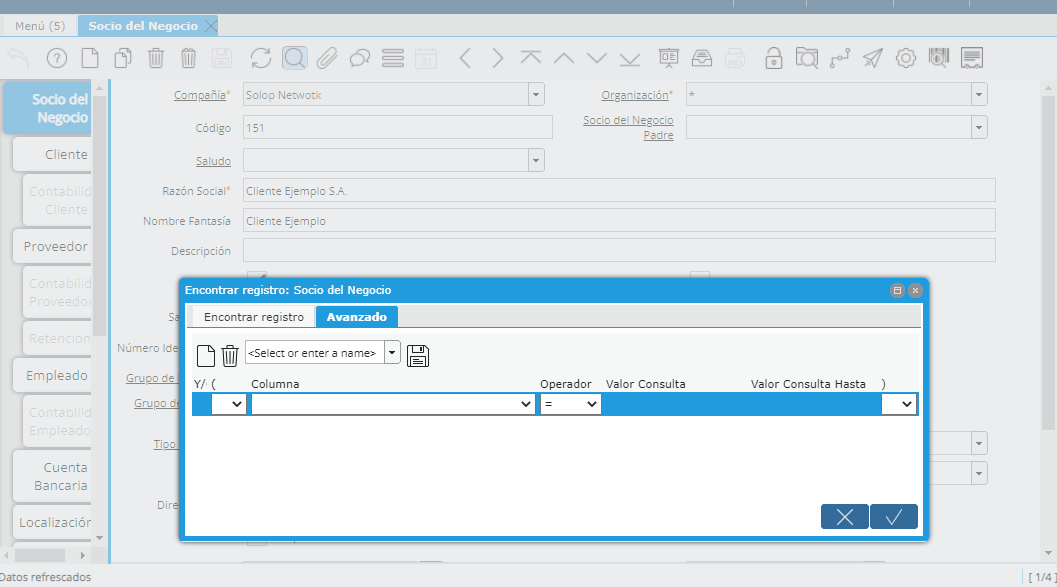 Menú (5)
Socio del Negocio
31
Socio del
Negocio
Cliente
Contabilid
Cliente
Proveedor
Contabilid
Proveedo
Retencion
Empleado
Contabilid
Empleado
Cuenta
Bancaria
Localización
Compañía*
Solop Netwotk
Organización*
*
Código
151
Socio del Negocio
Padre
Saludo
Razón Social*
Cliente Ejemplo S.A.
Nombre Fantasía
Cliente Ejemplo
Descripción
Sa
Número Ide
Grupo de
Grupo de
Tipo
Dire
Encontrar registro: Socio del Negocio
Encontrar registro
Avanzado
<Select or enter a name>
Y/ ( Columna Operador Valor Consulta Valor Consulta Hasta )
=
Datos refrescados
[ 1/4 ]